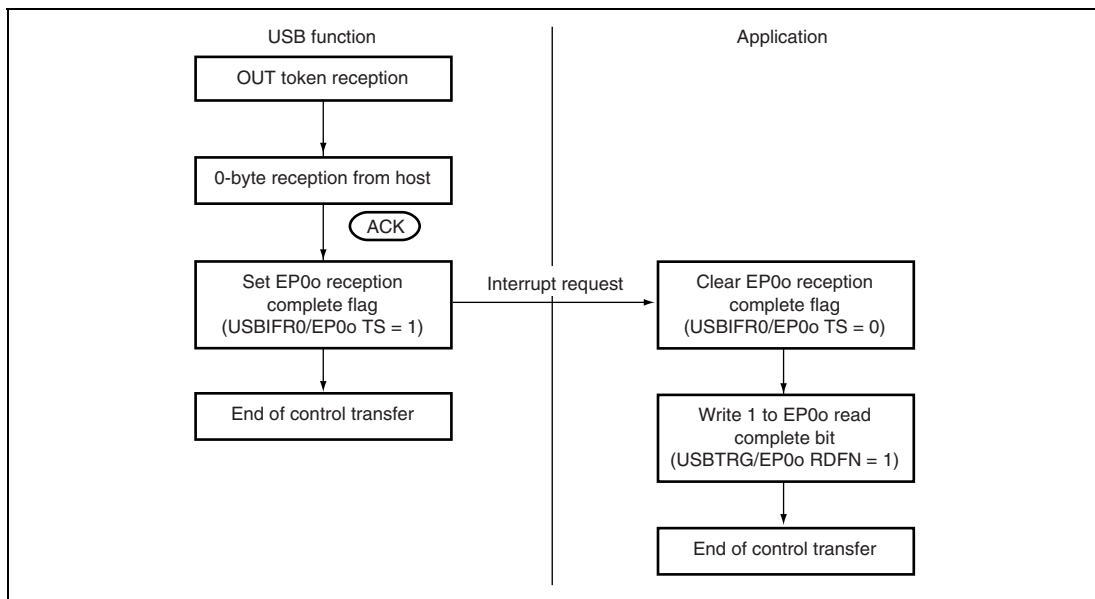 USB function
Application
OUT token reception
0-byte reception from host
ACK
Set EP0o reception
complete flag
(USBIFR0/EP0o TS = 1)
Interrupt request
Clear EP0o reception
complete flag
(USBIFR0/EP0o TS = 0)
End of control transfer
Write 1 to EP0o read
complete bit
(USBTRG/EP0o RDFN = 1)
End of control transfer